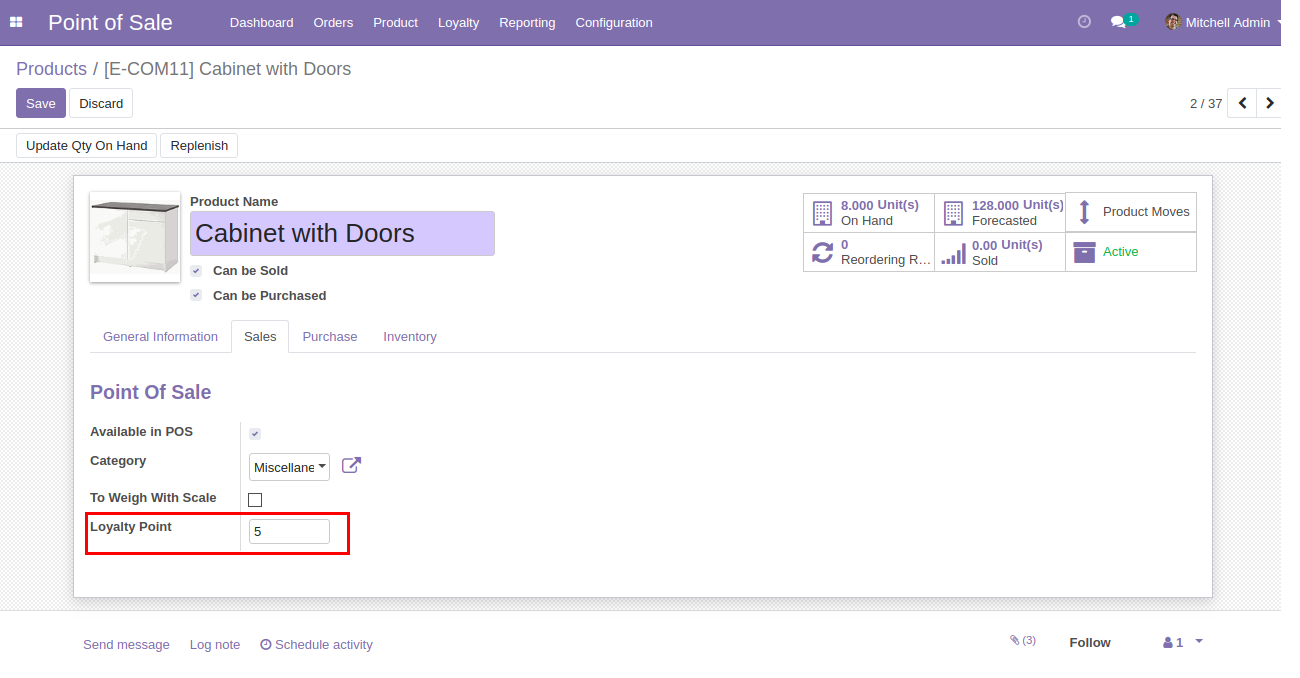 Point of Sale Dashboard Orders Product Loyalty Reporting Configuration 1 Mitchell Admin
Products / [E-COM11] Cabinet with Doors
Save Discard 2 / 37
Update Qty On Hand Replenish
Product Name
Cabinet with Doors
Can be Sold
Can be Purchased
8.000 Unit(s)
On Hand
128.000 Unit(s)
Forecasted
Product Moves
0
Reordering R...
0.00 Unit(s)
Sold
Active
General Information Sales Purchase Inventory
Point Of Sale
Available in POS
Category Miscellane
To Weigh With Scale
Loyalty Point 5
Send message Log note Schedule activity (3) Follow 1